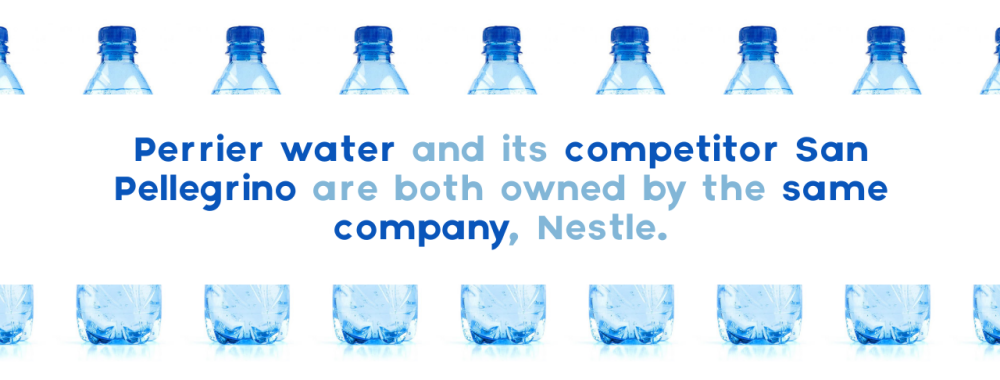 Perrier water and its competitor San
Pellegrino are both owned by the same
company, Nestle.